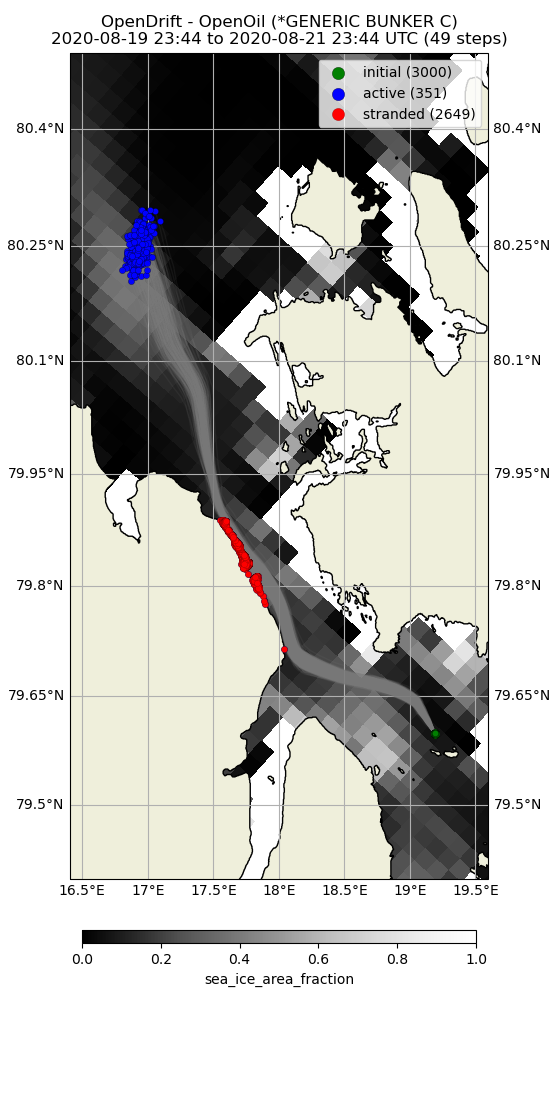 OpenDrift - OpenOil (*GENERIC BUNKER C)
2020-08-19 23:44 to 2020-08-21 23:44 UTC (49 steps)
initial (3000)
active (351)
stranded (2649)
80.4°N 80.4°N
80.25°N 80.25°N
80.1°N 80.1°N
79.95°N 79.95°N
79.8°N 79.8°N
79.65°N 79.65°N
79.5°N 79.5°N
16.5°E 17°E 17.5°E 18°E 18.5°E 19°E 19.5°E
0.0 0.2 0.4 0.6 0.8 1.0
sea_ice_area_fraction